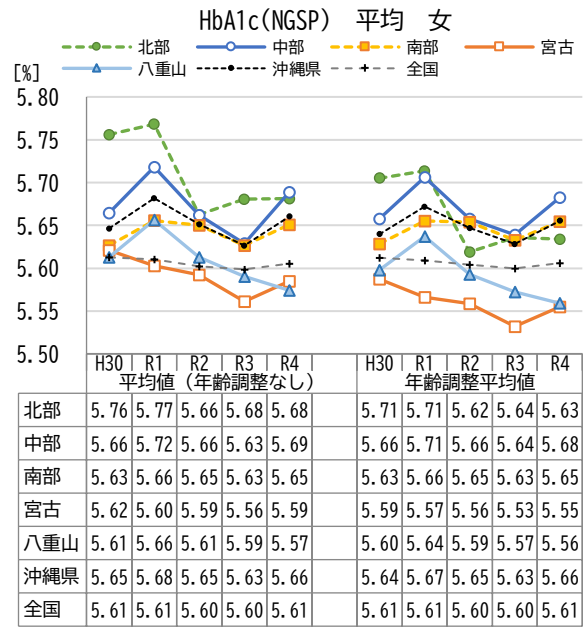 HbA1c(NGSP) 平均 女
北部 中部 南部 宮古
八重山 沖縄県 全国
[%]
5.80
5.75
5.70
5.65
5.60
5.55
5.50
H30 R1 R2 R3 R4 H30 R1 R2 R3 R4
平均値（年齢調整なし） 年齢調整平均値
北部 5.76 5.77 5.66 5.68 5.68 5.71 5.71 5.62 5.64 5.63
中部 5.66 5.72 5.66 5.63 5.69 5.66 5.71 5.66 5.64 5.68
南部 5.63 5.66 5.65 5.63 5.65 5.63 5.66 5.65 5.63 5.65
宮古 5.62 5.60 5.59 5.56 5.59 5.59 5.57 5.56 5.53 5.55
八重山 5.61 5.66 5.61 5.59 5.57 5.60 5.64 5.59 5.57 5.56
沖縄県 5.65 5.68 5.65 5.63 5.66 5.64 5.67 5.65 5.63 5.66
全国 5.61 5.61 5.60 5.60 5.61 5.61 5.61 5.60 5.60 5.61